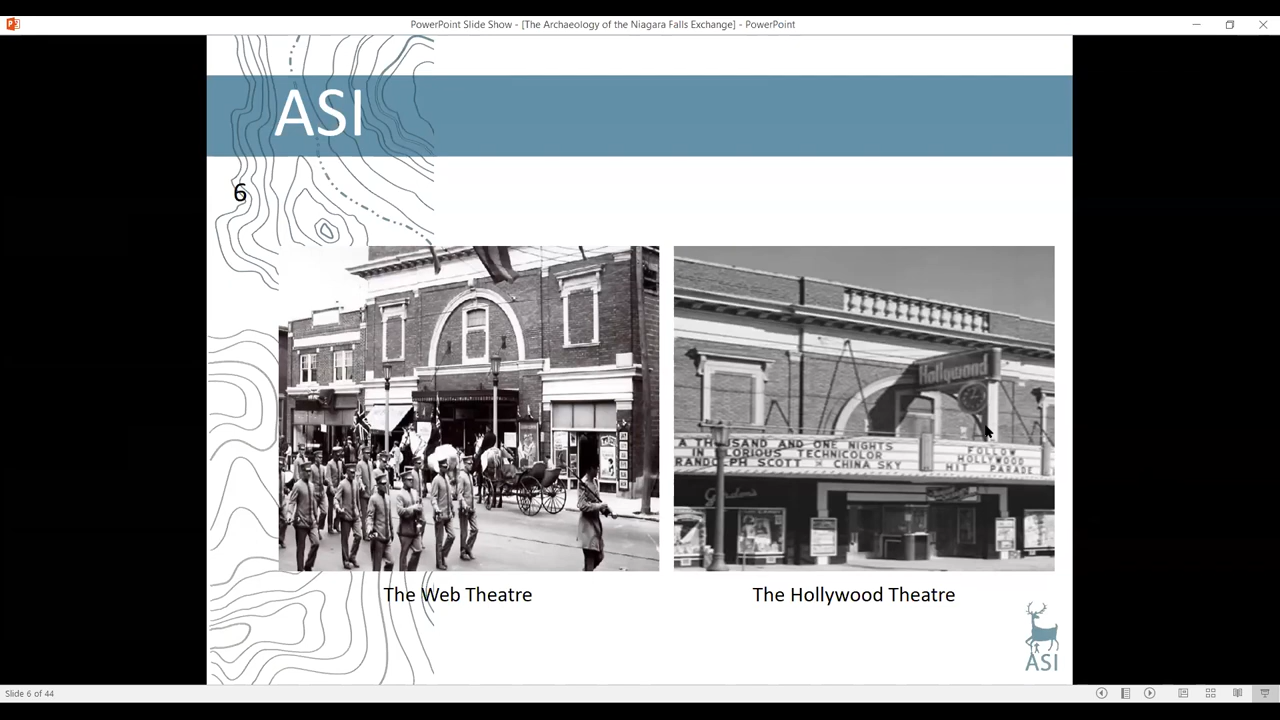 PowerPoint Slide Show - [The Archaeology of the Niagara Falls Exchange] - PowerPoint
ASI
6
Hollywood
A THOUSAND AND ONE NIGHTS
IN GLORIOUS TECHNICOLOR
RANDOLPH SCOTT CHINA SKY
FOLLOW
HOLLYWOOD
HIT PARADE
The Web Theatre
The Hollywood Theatre
ASI
Slide 6 of 44